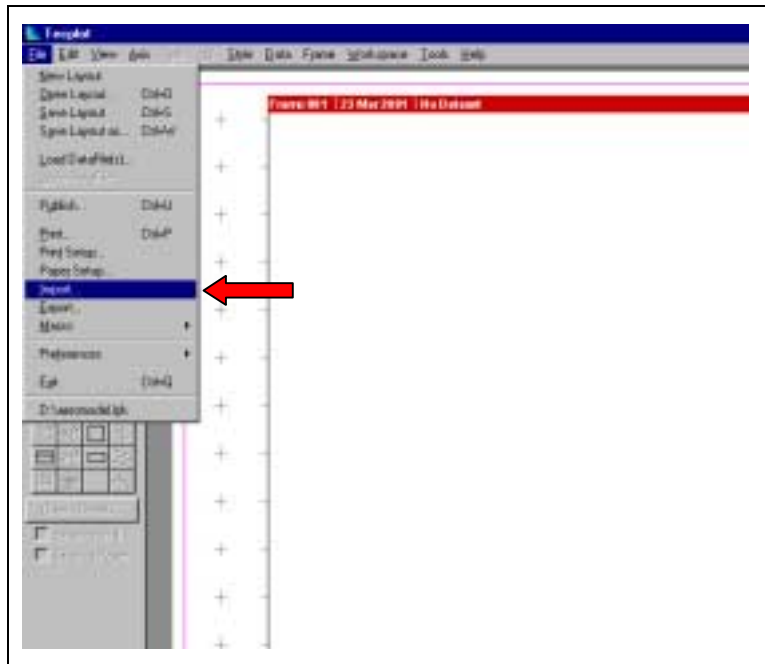 Tecplot
File Edit View Axis Style Data Frame Workspace Tools Help
Frame 001 | 23 Mar 2001 | No Dataset
New Layout
Open Layout... Ctrl+O
Save Layout Ctrl+S
Save Layout as... Ctrl+W
Load DataFile(s)...
Publish... Ctrl+U
Print... Ctrl+P
Print Setup...
Paper Setup...
Import...
Export...
Macro
Preferences
Exit Ctrl+Q